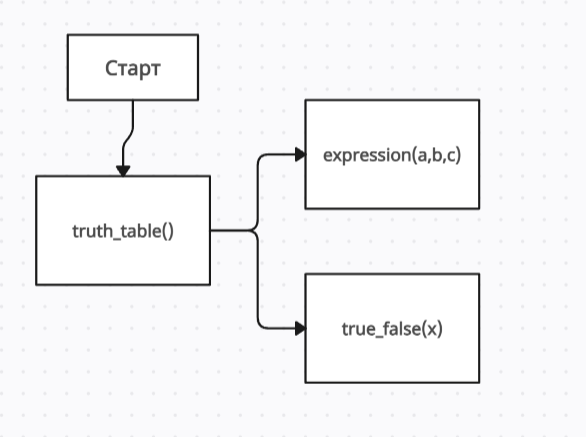 Старт
expression(a,b,c)
truth_table()
true_false(x)